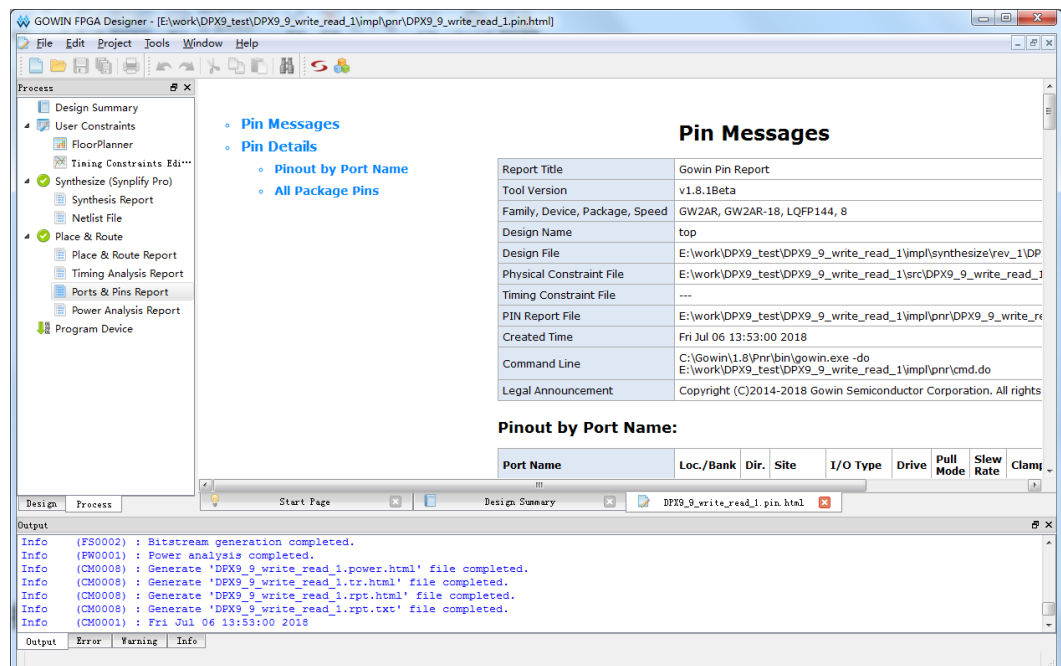 GOWIN FPGA Designer - [E:\work\DPX9_test\DPX9_9_write_read_1\impl\pnr\DPX9_9_write_read_1.pin.html]
File Edit Project Tools Window Help
Process
Design Summary
User Constraints
FloorPlanner
Timing Constraints Edi...
Synthesize (Synplify Pro)
Synthesis Report
Netlist File
Place & Route
Place & Route Report
Timing Analysis Report
Ports & Pins Report
Power Analysis Report
Program Device
Design Process
Pin Messages
Pin Details
Pinout by Port Name
All Package Pins
Pin Messages
Report Title Gowin Pin Report
Tool Version v1.8.1Beta
Family, Device, Package, Speed GW2AR, GW2AR-18, LQFP144, 8
Design Name top
Design File E:\work\DPX9_test\DPX9_9_write_read_1\impl\synthesize\rev_1\DP
Physical Constraint File E:\work\DPX9_test\DPX9_9_write_read_1\src\DPX9_9_write_read_1
Timing Constraint File ---
PIN Report File E:\work\DPX9_test\DPX9_9_write_read_1\impl\pnr\DPX9_9_write_re
Created Time Fri Jul 06 13:53:00 2018
Command Line C:\Gowin\1.8\Pnr\bin\gowin.exe -do
E:\work\DPX9_test\DPX9_9_write_read_1\impl\pnr\cmd.do
Legal Announcement Copyright (C)2014-2018 Gowin Semiconductor Corporation. All rights
Pinout by Port Name:
Port Name Loc./Bank Dir. Site I/O Type Drive Pull Mode Slew Rate Clamp
Start Page Design Summary DPX9_9_write_read_1.pin.html
Output
Info (FS0002) : Bitstream generation completed.
Info (PW0001) : Power analysis completed.
Info (CM0008) : Generate 'DPX9_9_write_read_1.power.html' file completed.
Info (CM0008) : Generate 'DPX9_9_write_read_1.tr.html' file completed.
Info (CM0008) : Generate 'DPX9_9_write_read_1.rpt.html' file completed.
Info (CM0008) : Generate 'DPX9_9_write_read_1.rpt.txt' file completed.
Info (CM0001) : Fri Jul 06 13:53:00 2018
Output Error Warning Info